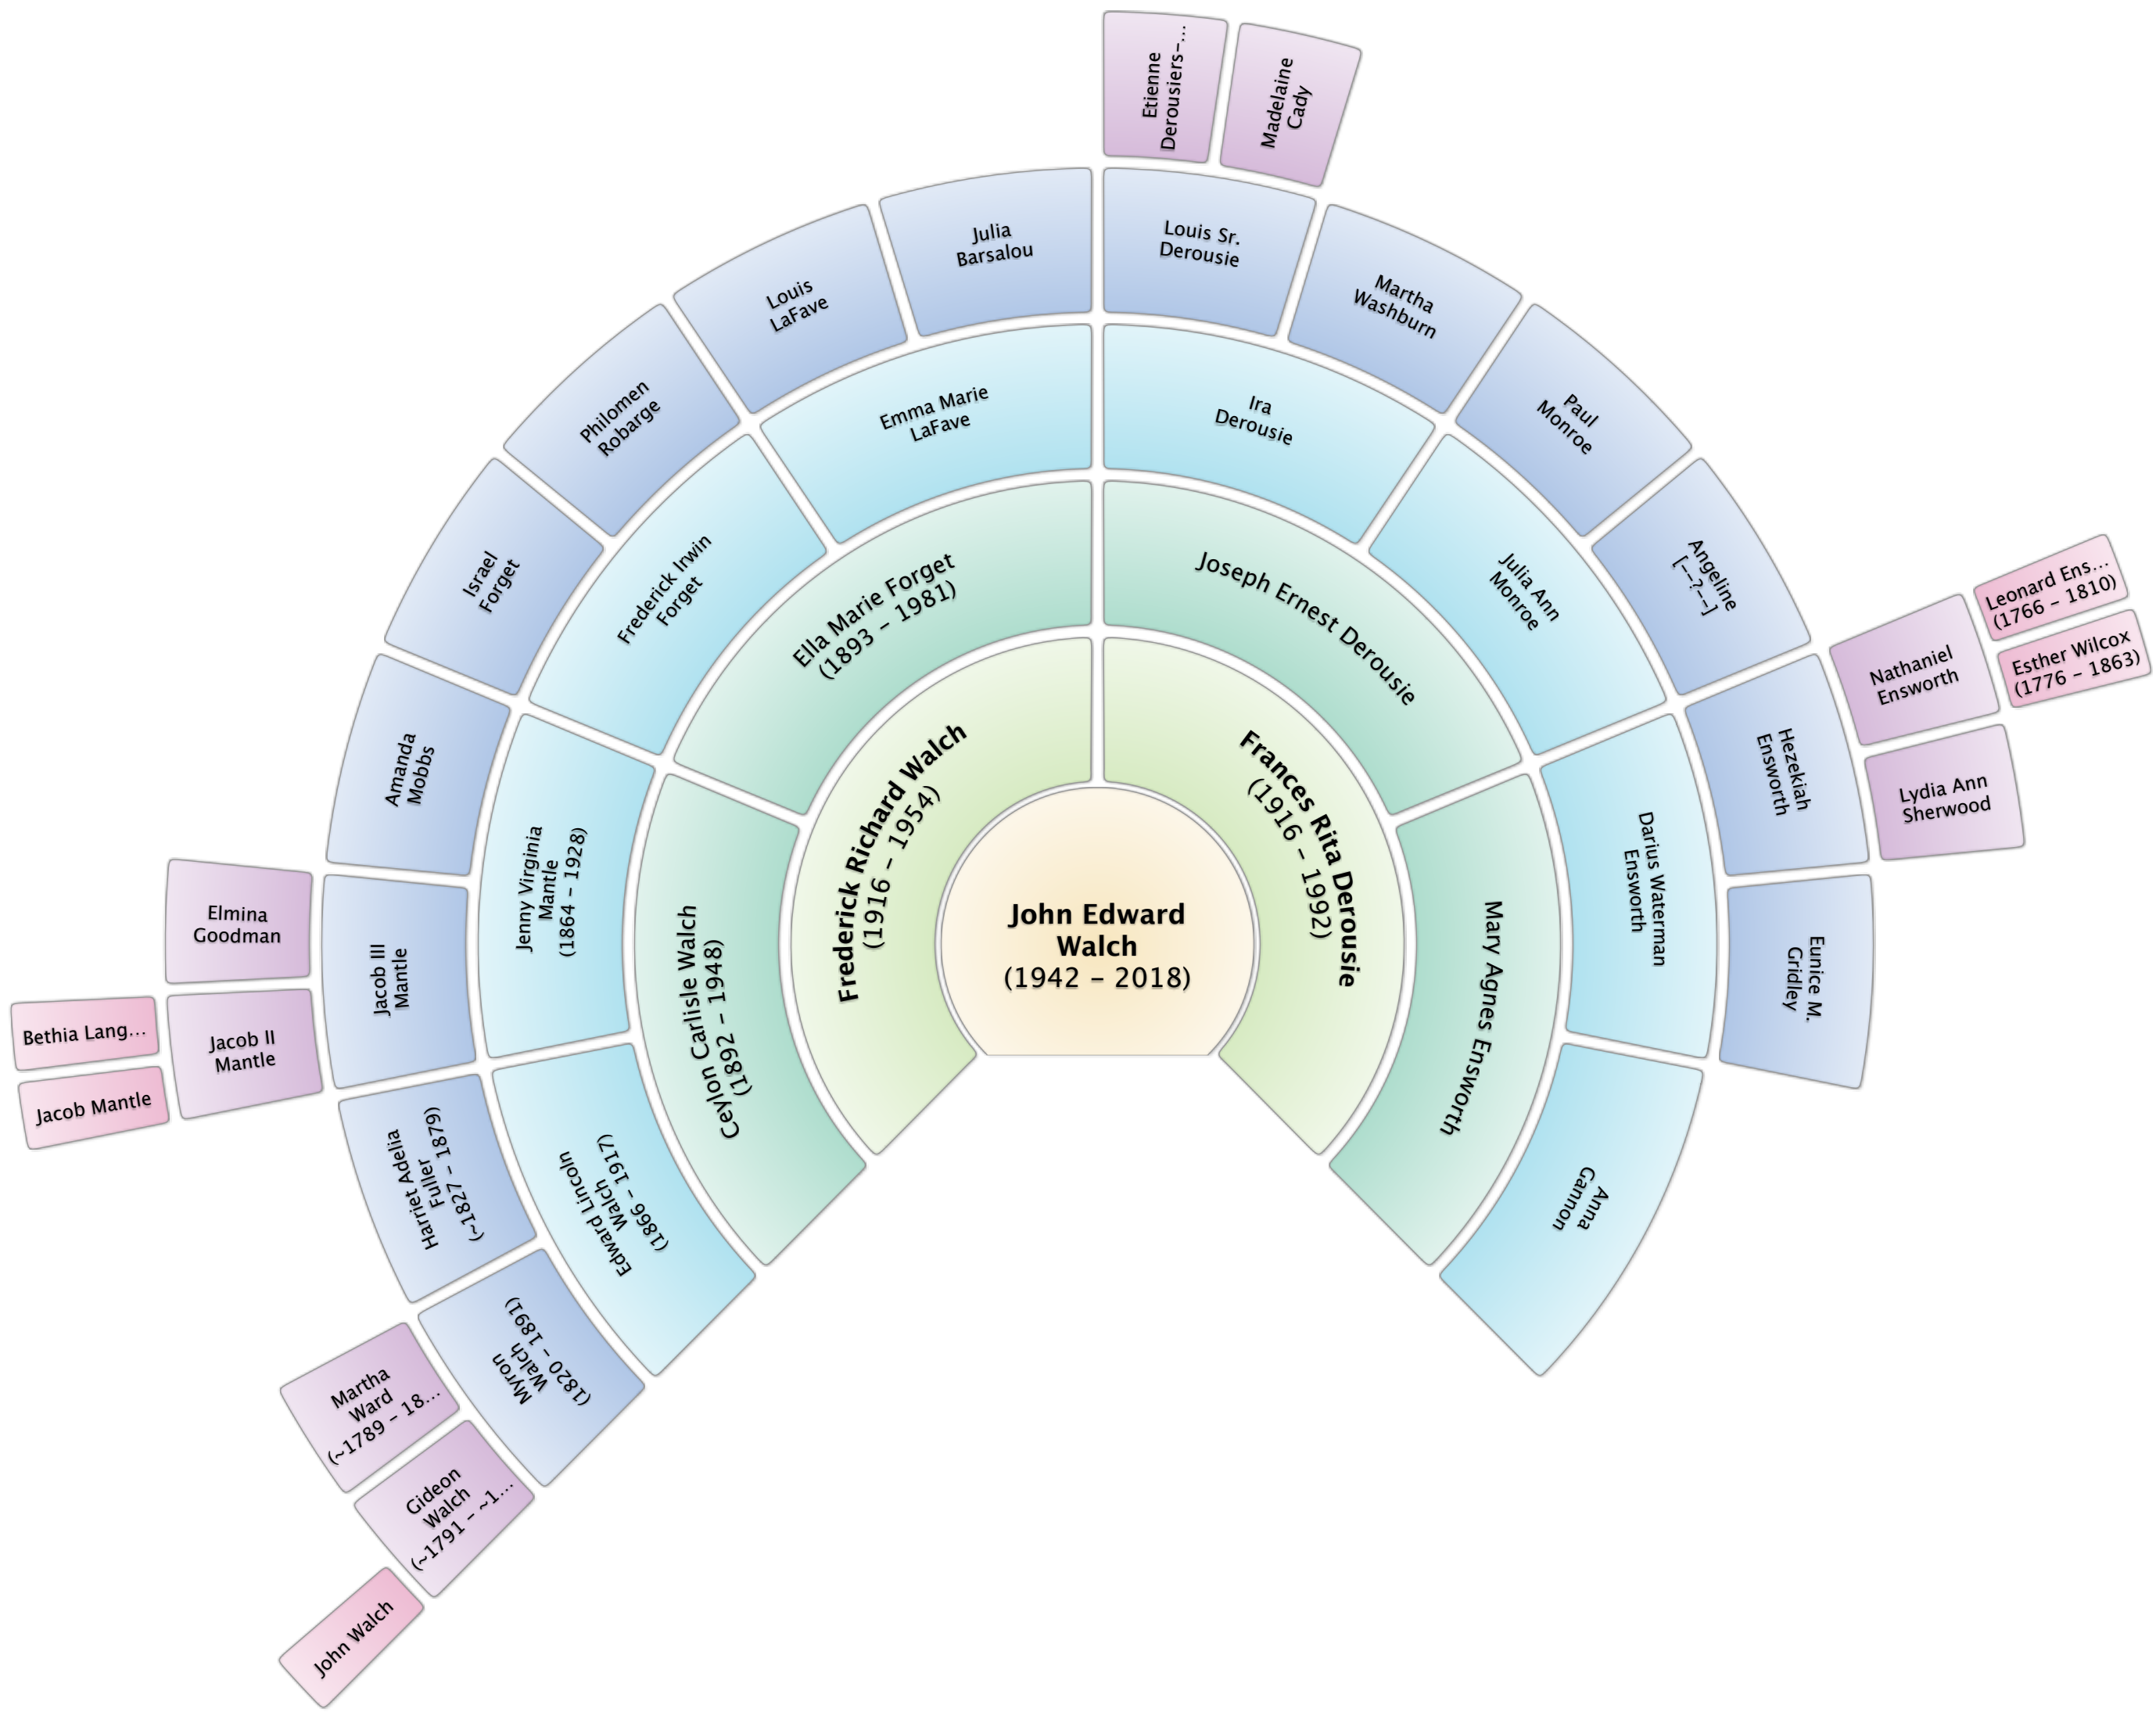 John Edward
Walch
(1942 – 2018)
Frederick Richard Walch
(1916 – 1954)
Frances Rita Derousie
(1916 – 1992)
Ceylon Carlisle Walch
(1892 – 1948)
Ella Marie Forget
(1893 – 1981)
Joseph Ernest Derousie
Mary Agnes Ensworth
Edward Lincoln
Walch
(1866 – 1917)
Jenny Virginia
Mantle
(1864 – 1928)
Frederick Irwin
Forget
Emma Marie
LaFave
Ira
Derousie
Julia Ann
Monroe
Darius Waterman
Ensworth
Anna
Gannon
Myron
Walch
(1820 – 1891)
Harriet Adelia
Fuller
(~1827 – 1879)
Jacob III
Mantle
Amanda
Mobbs
Israel
Forget
Philomen
Robarge
Louis
LaFave
Julia
Barsalou
Louis Sr.
Derousie
Martha
Washburn
Paul
Monroe
Angeline
[--?--]
Hezekiah
Ensworth
Eunice M.
Gridley
Gideon
Walch
(~1791 – ~1...
Martha
Ward
(~1789 – 18...
Jacob II
Mantle
Elmina
Goodman
Etienne
Derousiers-...
Madelaine
Cady
Nathaniel
Ensworth
Lydia Ann
Sherwood
John Walch
Jacob Mantle
Bethia Lang...
Leonard Ens...
(1766 – 1810)
Esther Wilcox
(1776 – 1863)